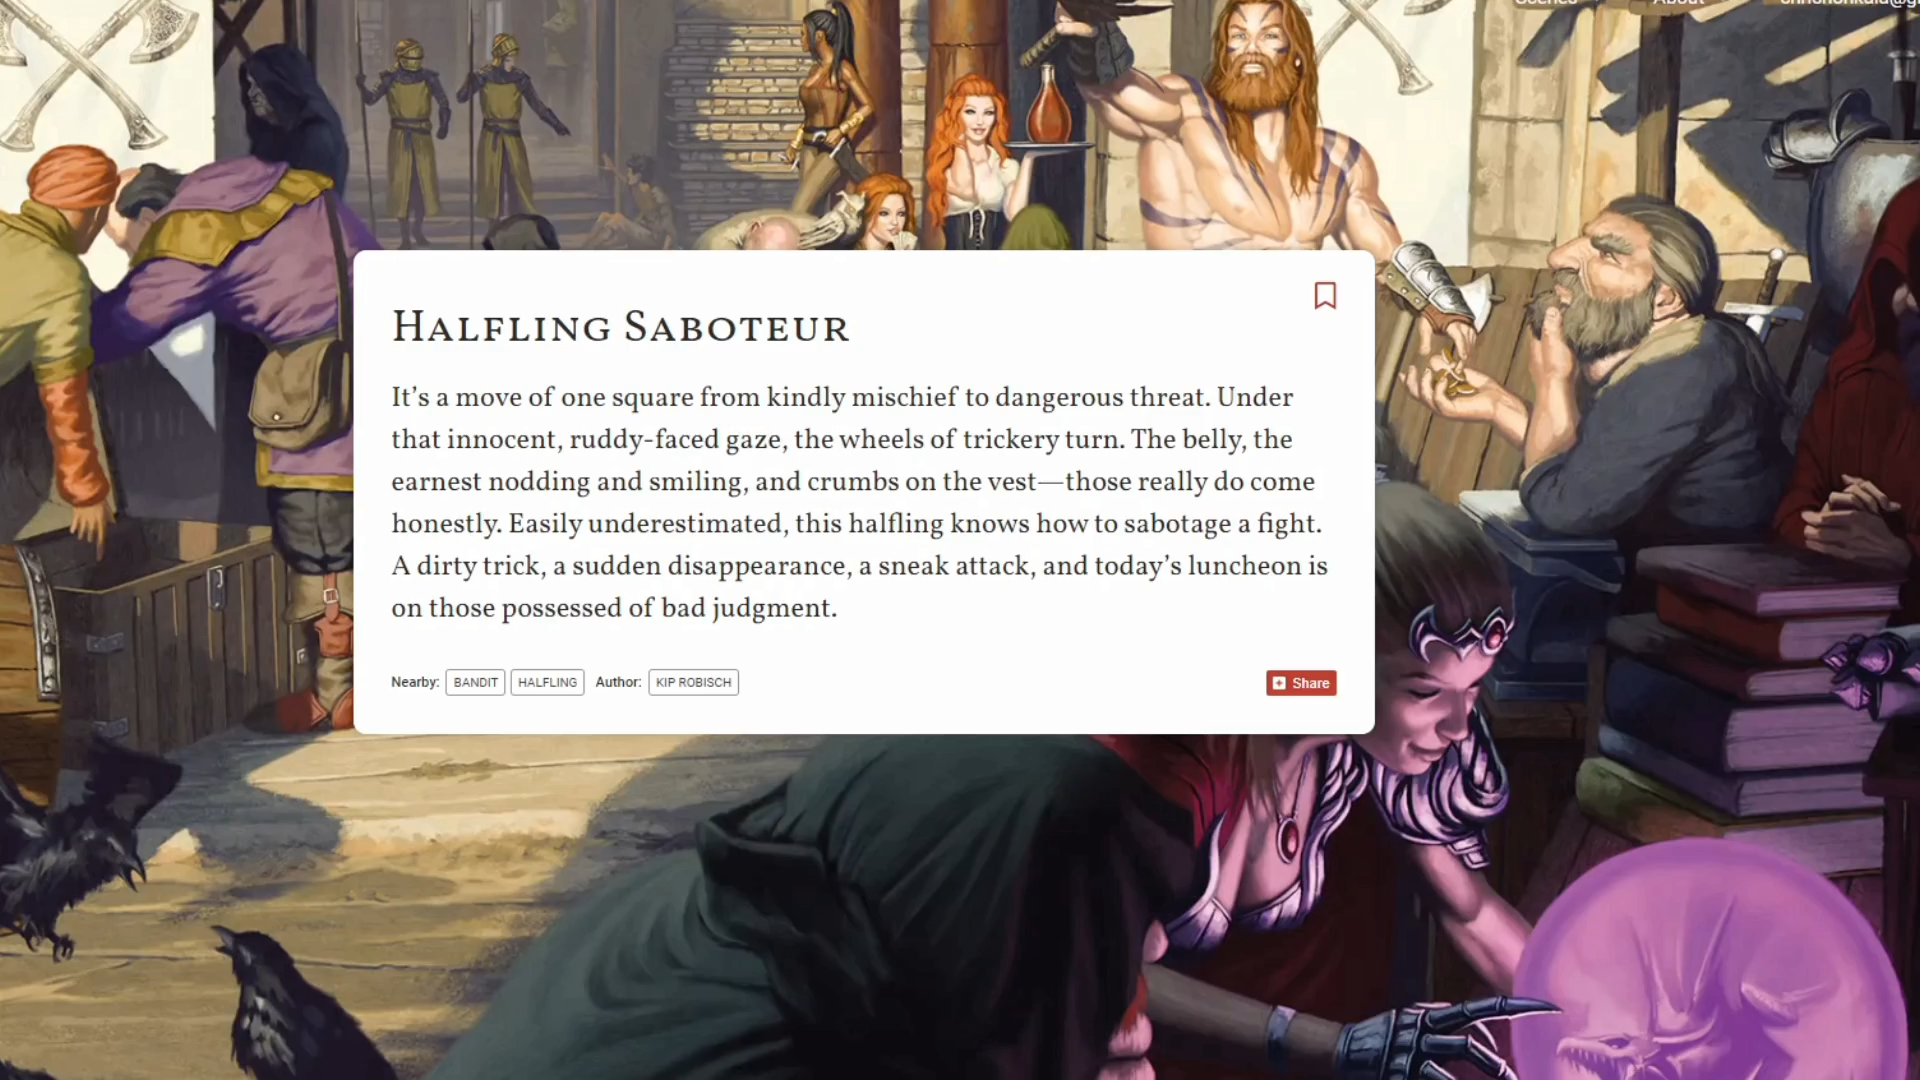 Scenes About
HALFLING SABOTEUR
It’s a move of one square from kindly mischief to dangerous threat. Under
that innocent, ruddy-faced gaze, the wheels of trickery turn. The belly, the
earnest nodding and smiling, and crumbs on the vest—those really do come
honestly. Easily underestimated, this halfling knows how to sabotage a fight.
A dirty trick, a sudden disappearance, a sneak attack, and today’s luncheon is
on those possessed of bad judgment.
Nearby: BANDIT HALFLING Author: KIP ROBISCH Share